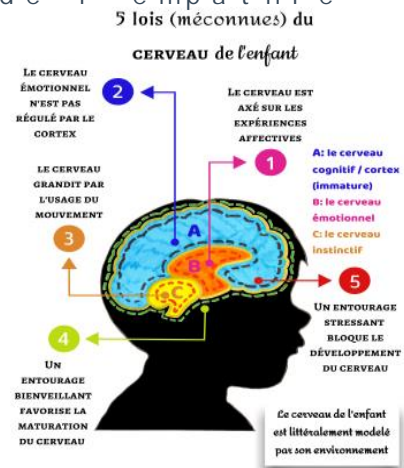 5 lois (méconnues) du
CERVEAU de l'enfant
LE CERVEAU
ÉMOTIONNEL
N'EST PAS
RÉGULÉ PAR LE
CORTEX
2
LE CERVEAU EST
AXÉ SUR LES
EXPÉRIENCES
AFFECTIVES
1
A: le cerveau
cognitif / cortex
(immature)
B: le cerveau
émotionnel
C: le cerveau
instinctif
LE CERVEAU
GRANDIT PAR
L'USAGE DU
MOUVEMENT
3
A
B
C
5
UN ENTOURAGE
STRESSANT
BLOQUE LE
DÉVELOPPEMENT
DU CERVEAU
4
UN
ENTOURAGE
BIENVEILLANT
FAVORISE LA
MATURATION
DU CERVEAU
Le cerveau de l'enfant
est littéralement modelé
par son environnement